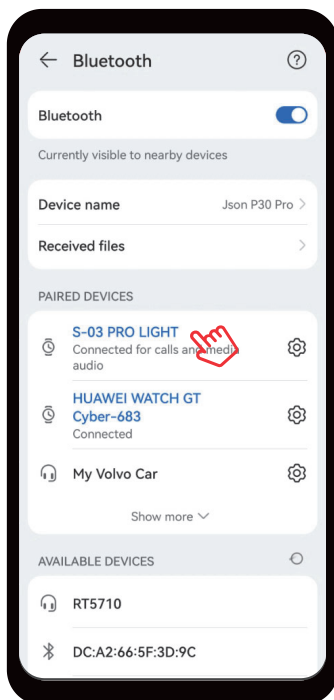 Bluetooth
Bluetooth
Currently visible to nearby devices
Device name
Json P30 Pro
Received files
PAIRED DEVICES
S-03 PRO LIGHT
Connected for calls and media
audio
HUAWEI WATCH GT
Cyber-683
Connected
My Volvo Car
Show more
AVAILABLE DEVICES
RT5710
DC:A2:66:5F:3D:9C